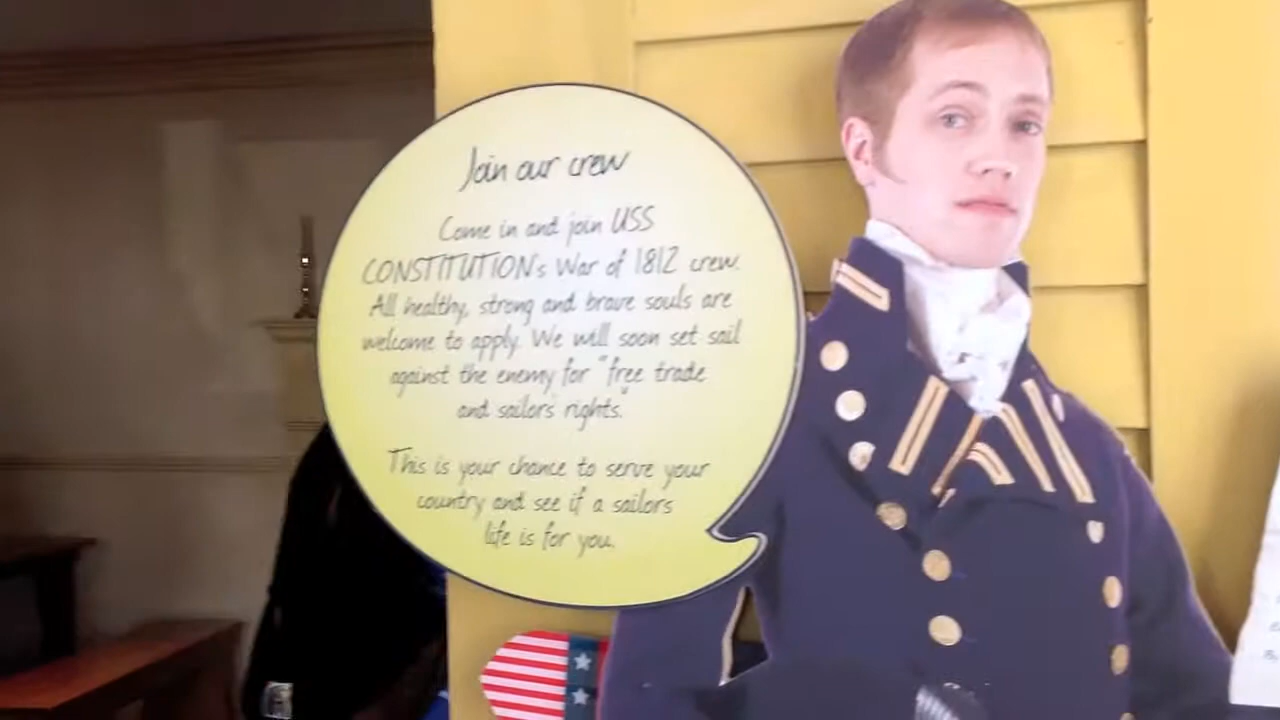 Join our crew
Come in and join USS
CONSTITUTION's War of 1812 crew.
All healthy, strong and brave souls are
welcome to apply. We will soon set sail
against the enemy for "free trade
and sailors' rights."
This is your chance to serve your
country and see if a sailors
life is for you.